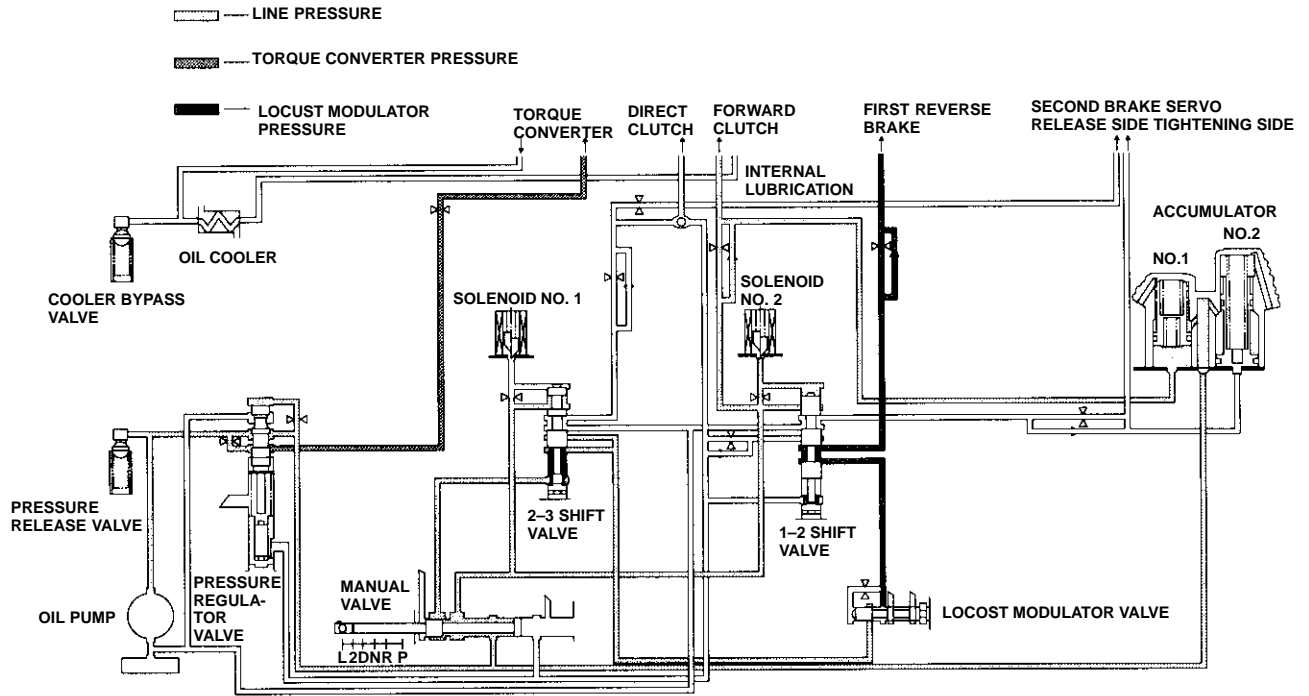 LINE PRESSURE
TORQUE CONVERTER PRESSURE
LOCUST MODULATOR
PRESSURE
TORQUE
CONVERTER
DIRECT
CLUTCH
FORWARD
CLUTCH
FIRST REVERSE
BRAKE
SECOND BRAKE SERVO
RELEASE SIDE TIGHTENING SIDE
INTERNAL
LUBRICATION
ACCUMULATOR
NO.1
NO.2
OIL COOLER
COOLER BYPASS
VALVE
SOLENOID NO. 1
SOLENOID
NO. 2
PRESSURE
RELEASE VALVE
2–3 SHIFT
VALVE
1–2 SHIFT
VALVE
PRESSURE
REGULA-
TOR
VALVE
MANUAL
VALVE
OIL PUMP
LOCOST MODULATOR VALVE
L2DNR P